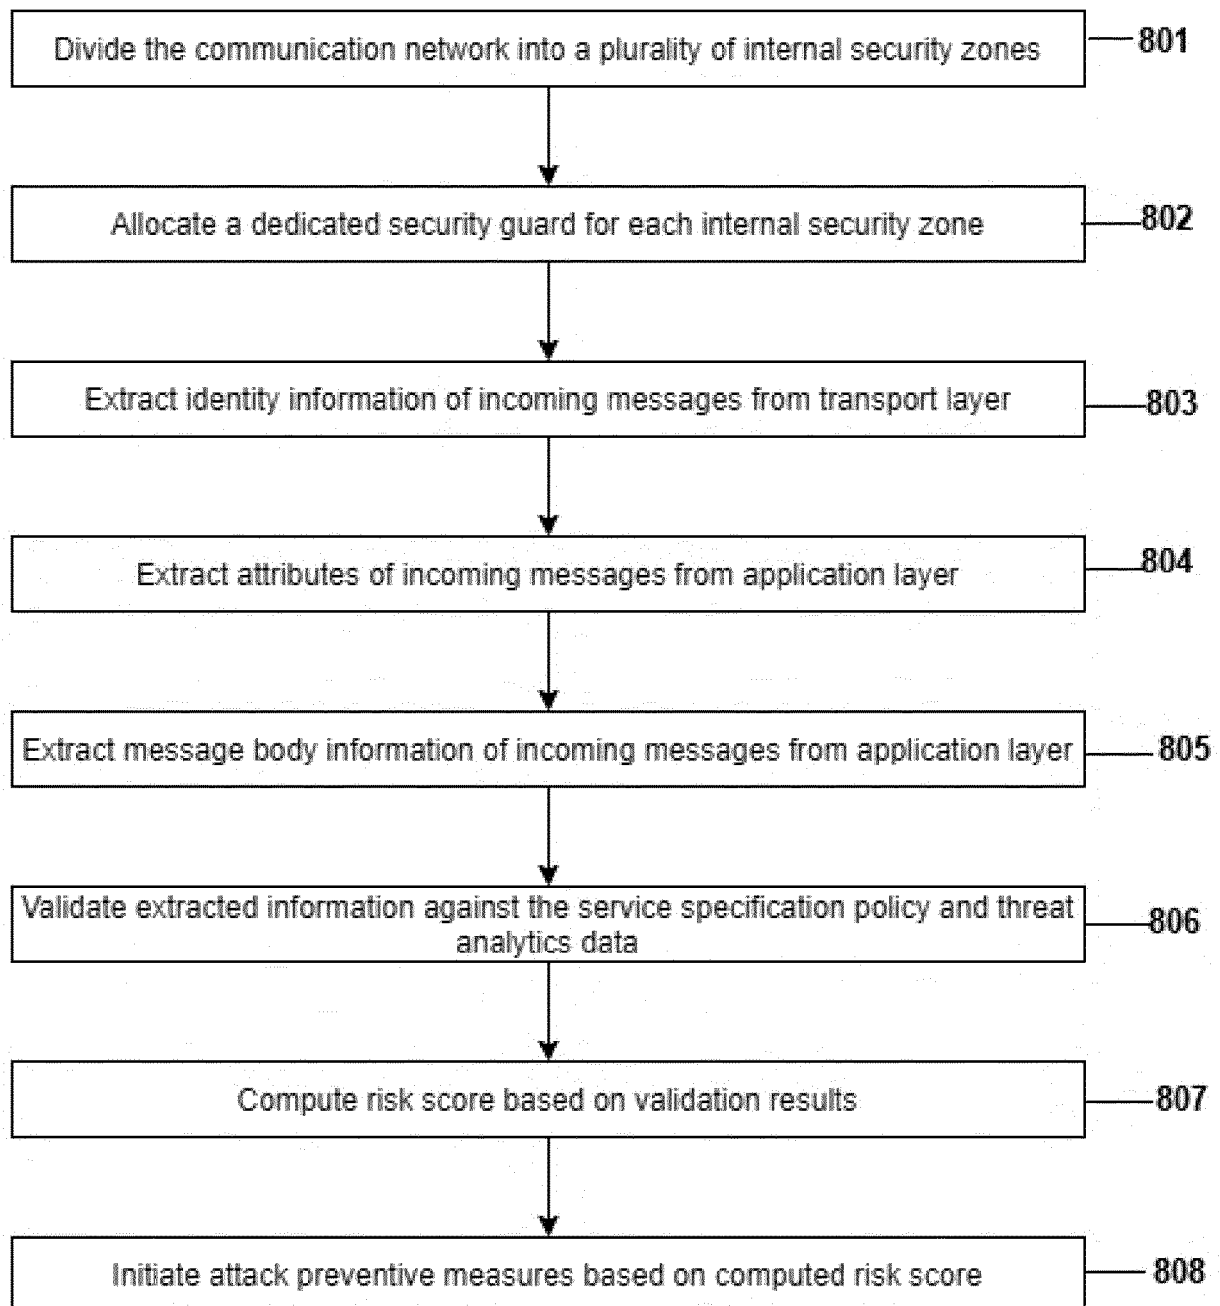 Divide the communication network into a plurality of internal security zones
801
Allocate a dedicated security guard for each internal security zone
802
Extract identity information of incoming messages from transport layer
803
Extract attributes of incoming messages from application layer
804
Extract message body information of incoming messages from application layer
805
Validate extracted information against the service specification policy and threat
analytics data
806
Compute risk score based on validation results
807
Initiate attack preventive measures based on computed risk score
808